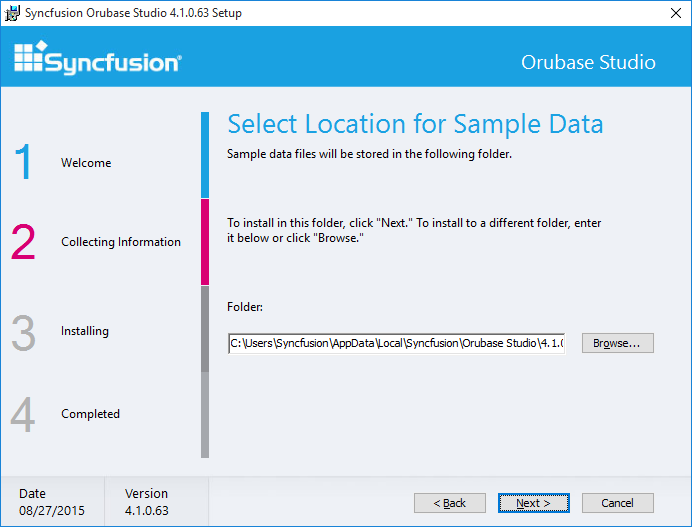 Syncfusion Orubase Studio 4.1.0.63 Setup
Syncfusion®
Orubase Studio
1
Welcome
2
Collecting Information
3
Installing
4
Completed
Select Location for Sample Data
Sample data files will be stored in the following folder.
To install in this folder, click "Next." To install to a different folder, enter
it below or click "Browse."
Folder:
C:\Users\Syncfusion\AppData\Local\Syncfusion\Orubase Studio\4.1.0
Browse...
Date
08/27/2015
Version
4.1.0.63
< Back
Next >
Cancel